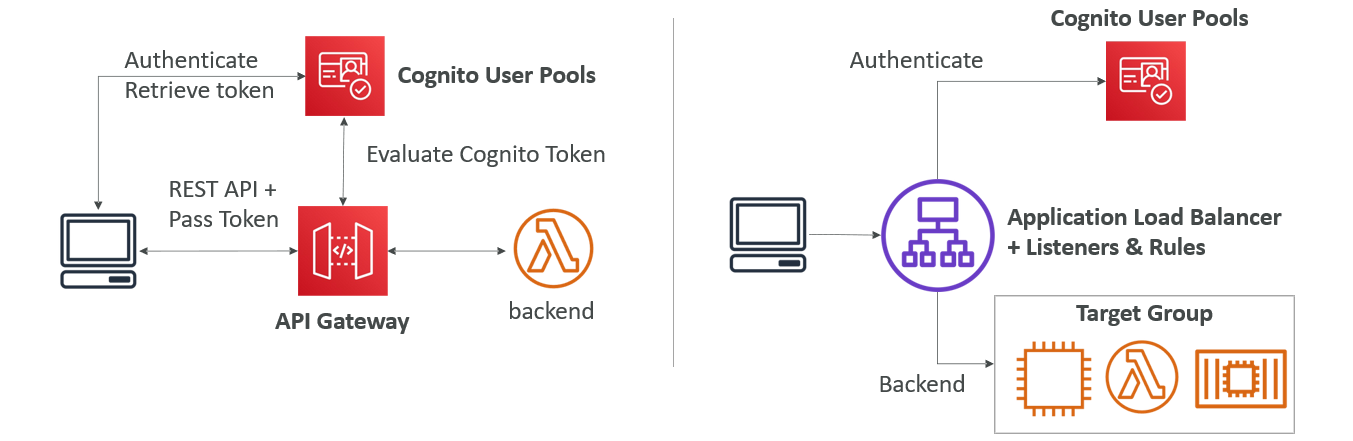 Authenticate
Retrieve token
Cognito User Pools
Evaluate Cognito Token
REST API +
Pass Token
</>
API Gateway
backend
Cognito User Pools
Authenticate
Application Load Balancer
+ Listeners & Rules
Target Group
Backend